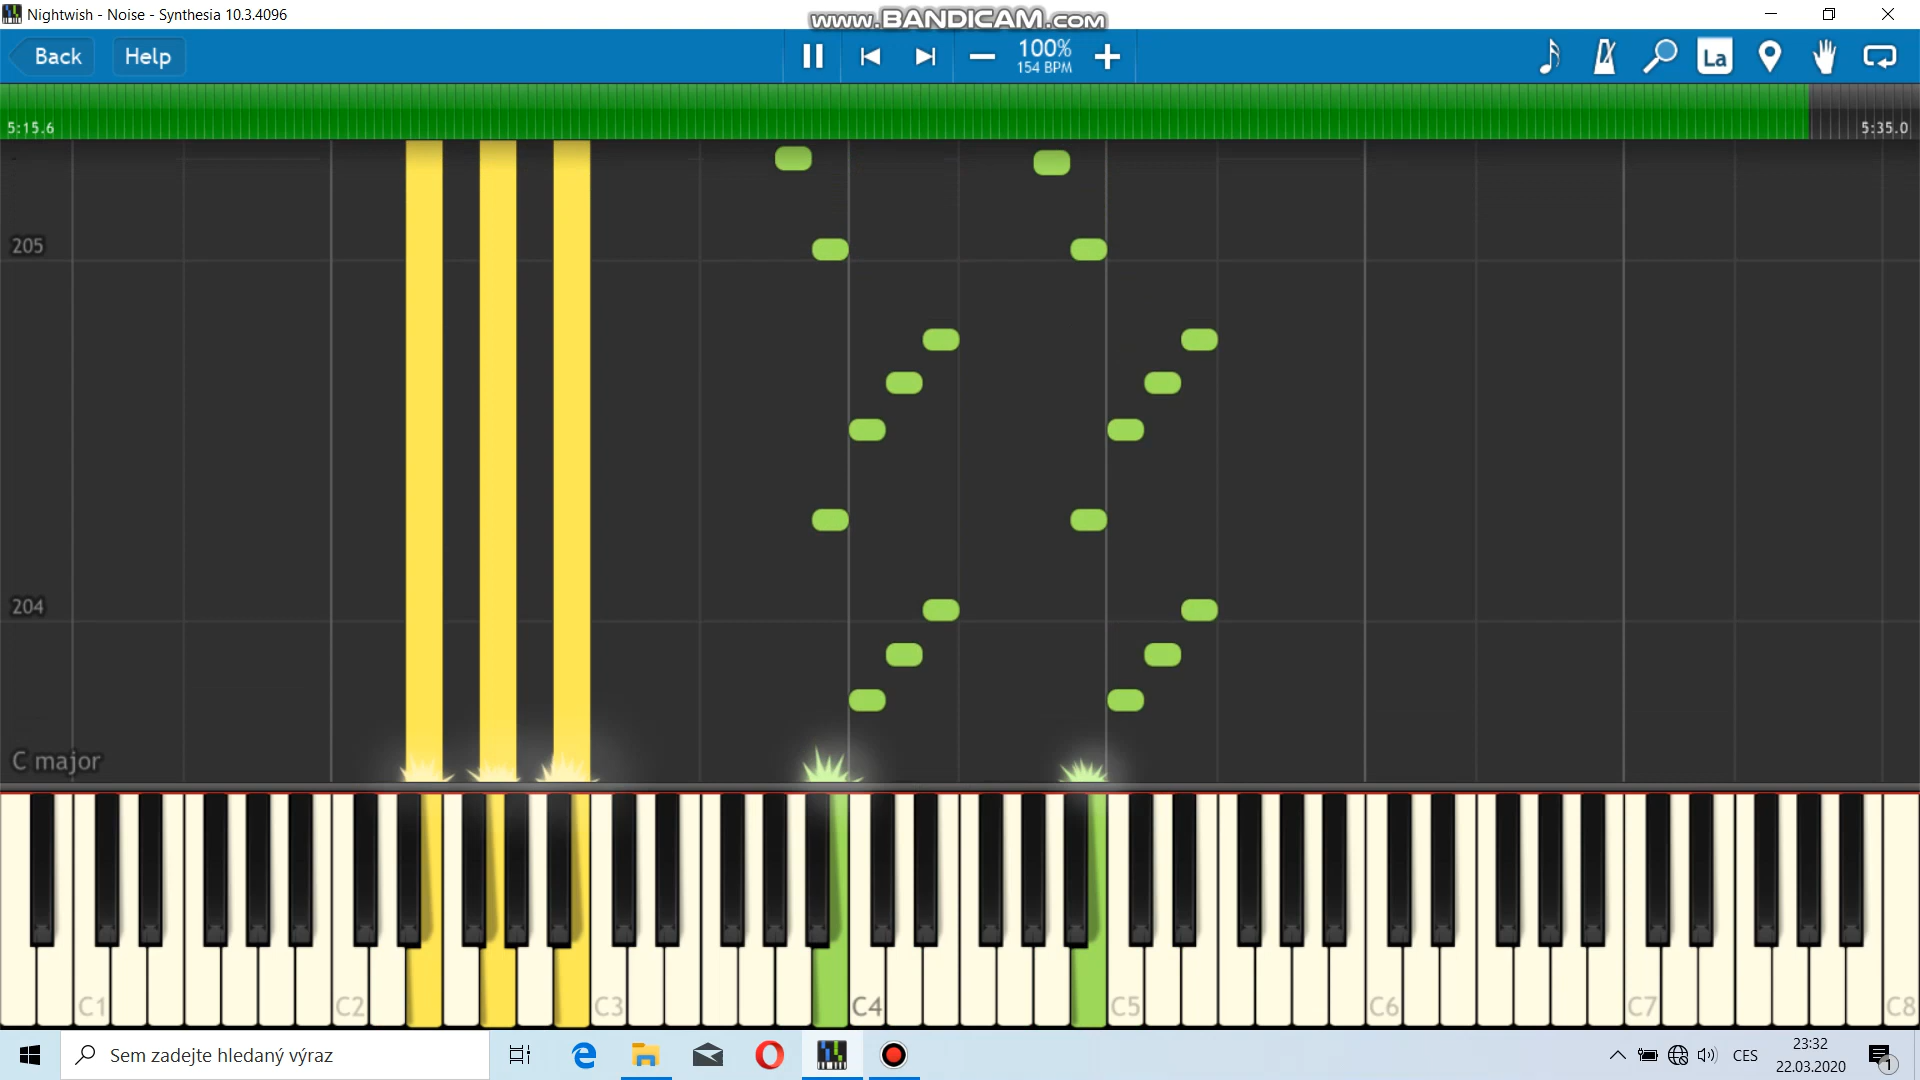 Nightwish - Noise - Synthesia 10.3.4096
www.BANDICAM.com
Back
Help
100%
154 BPM
La
5:15.6
5:35.0
205
204
C major
C1
C2
C3
C4
C5
C6
C7
C8
Sem zadejte hledaný výraz
CES
23:32
22.03.2020
1